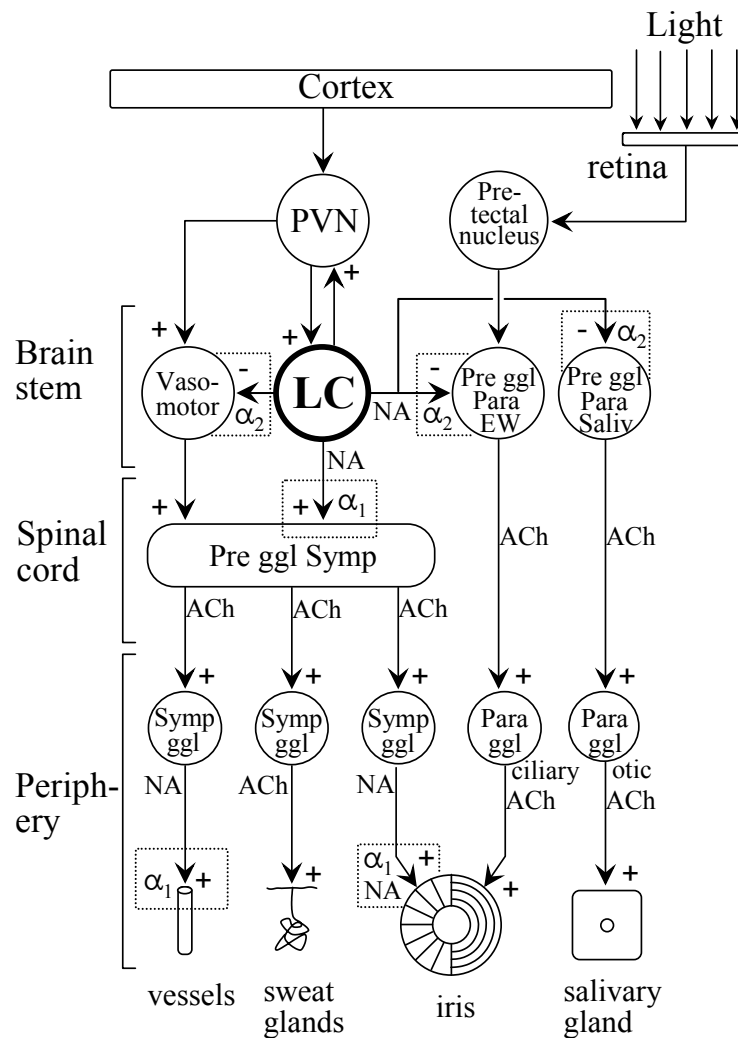 Light
Cortex
retina
PVN
Pre-
tectal
nucleus
+
+
+
+
Brain
stem
Vaso-
motor
-
α2
LC
NA
-
α2
Pre ggl
Para
EW
-
α2
Pre ggl
Para
Saliv
NA
+
+
α1
Spinal
cord
Pre ggl Symp
ACh
ACh
ACh
ACh
ACh
+
+
+
+
+
Symp
ggl
Symp
ggl
Symp
ggl
Para
ggl
Para
ggl
Periph-
ery
NA
ACh
NA
ciliary
ACh
otic
ACh
α1
+
+
α1
+
NA
+
+
vessels
sweat
glands
iris
salivary
gland